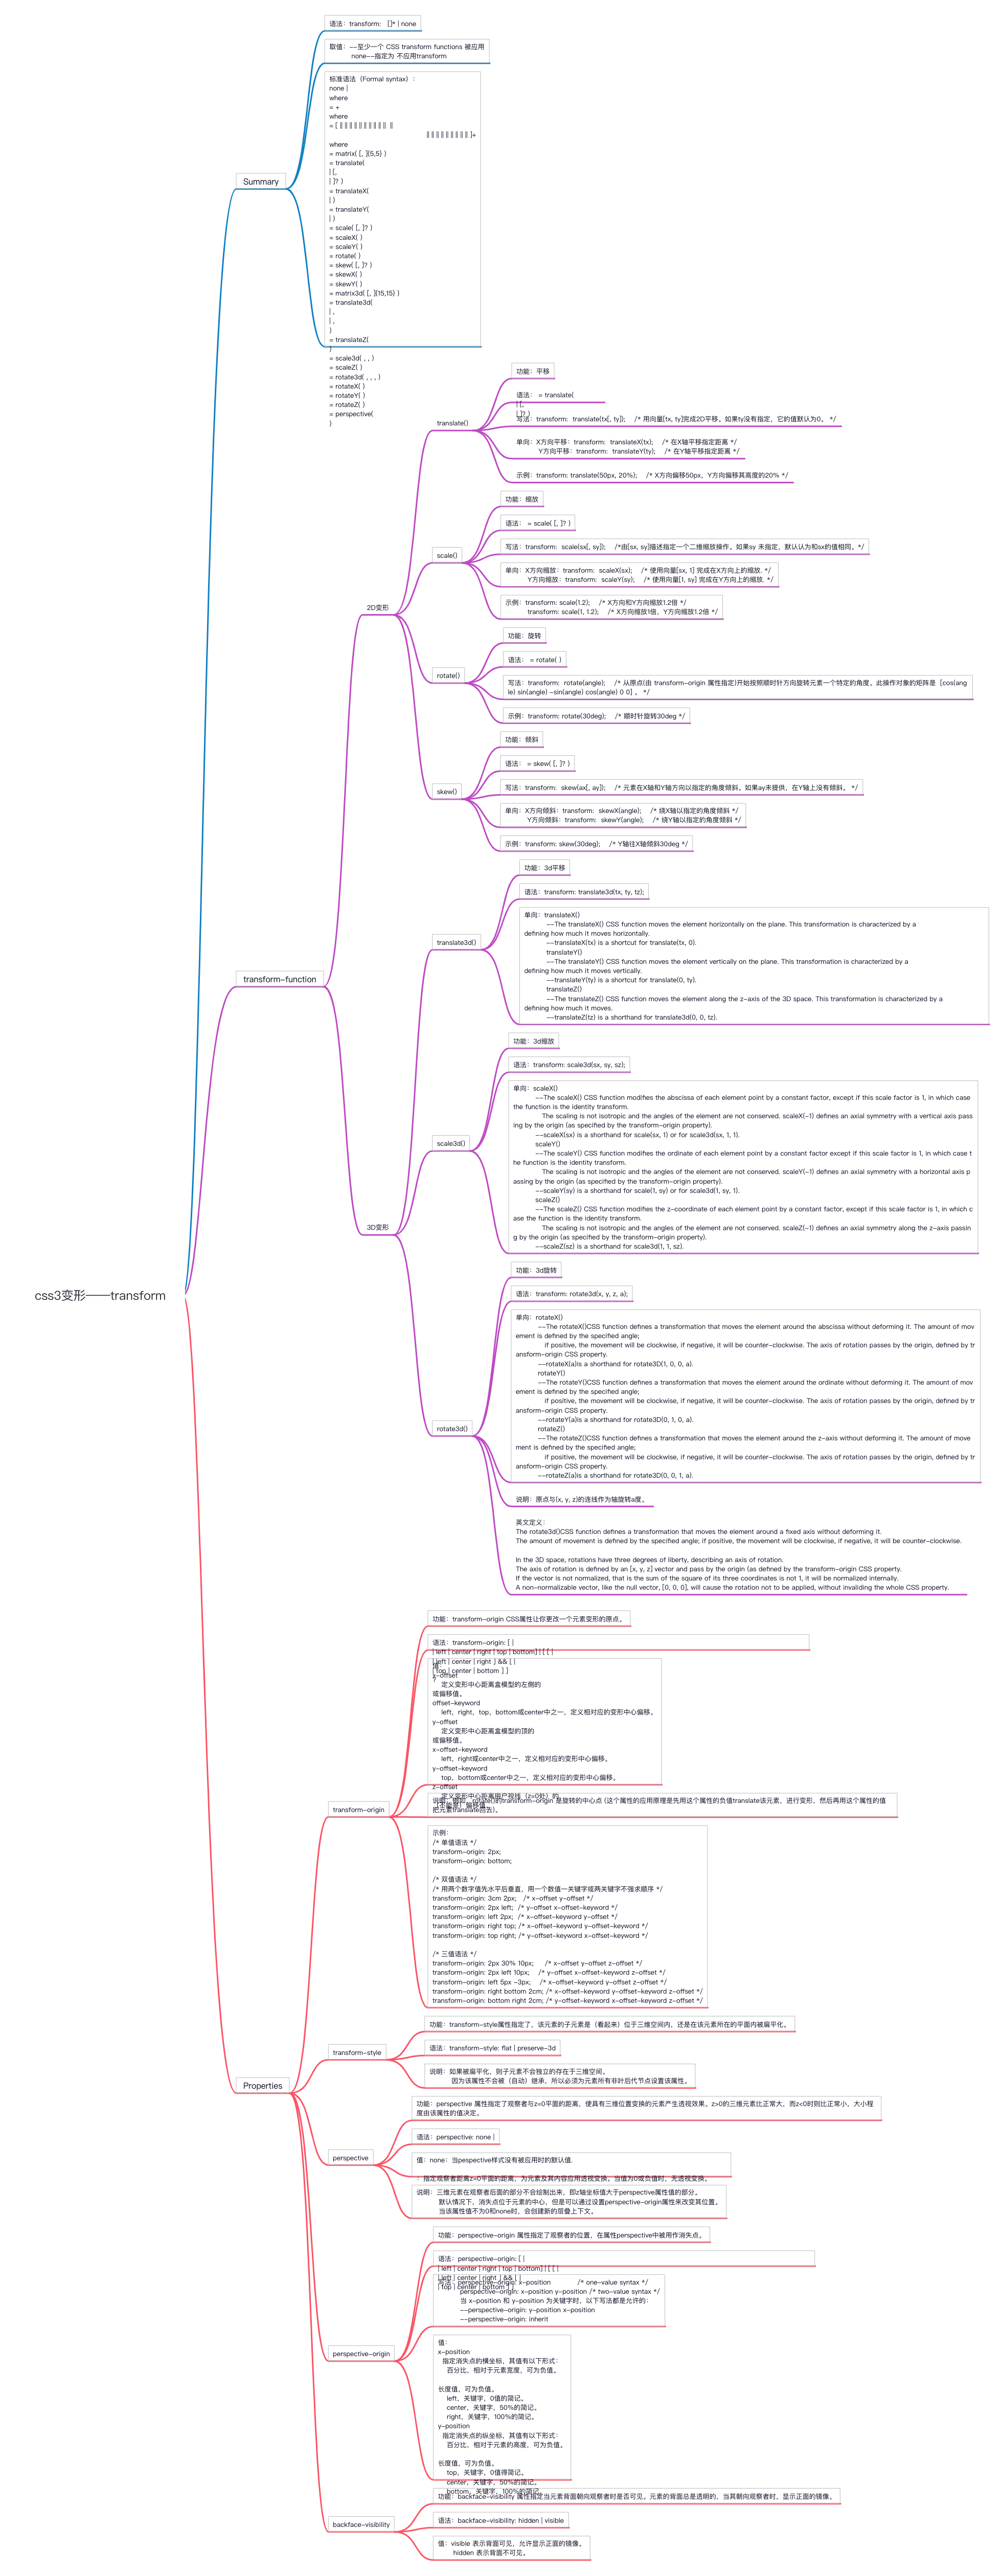 css3变形——transform
Summary
语法：transform:   []* | none
取值：--至少一个 CSS transform functions 被应用
none--指定为 不应用transform
标准语法（Formal syntax）：
none |
where
= +
where
= [ || || || || || || || || || ||  ||
|| || || || || || || || || ]+
where
= matrix( [, ]{5,5} )
= translate(
| [,
| ]? )
= translateX(
| )
= translateY(
| )
= scale( [, ]? )
= scaleX( )
= scaleY( )
= rotate( )
= skew( [, ]? )
= skewX( )
= skewY( )
= matrix3d( [, ]{15,15} )
= translate3d(
| ,
| ,
)
= translateZ(
)
= scale3d( , , )
= scaleZ( )
= rotate3d( , , , )
= rotateX( )
= rotateY( )
= rotateZ( )
= perspective(
)
transform-function
2D变形
translate()
功能：平移
语法： = translate(
| [,
| ]? )
写法：transform:  translate(tx[, ty]);    /* 用向量[tx, ty]完成2D平移。如果ty没有指定，它的值默认为0。 */
单向：X方向平移：transform:  translateX(tx);    /* 在X轴平移指定距离 */
Y方向平移：transform:  translateY(ty);    /* 在Y轴平移指定距离 */
示例：transform: translate(50px, 20%);    /* X方向偏移50px，Y方向偏移其高度的20% */
scale()
功能：缩放
语法： = scale( [, ]? )
写法：transform:  scale(sx[, sy]);    /*由[sx, sy]描述指定一个二维缩放操作。如果sy 未指定，默认认为和sx的值相同。*/
单向：X方向缩放：transform:  scaleX(sx);    /* 使用向量[sx, 1] 完成在X方向上的缩放. */
Y方向缩放：transform:  scaleY(sy);    /* 使用向量[1, sy] 完成在Y方向上的缩放. */
示例：transform: scale(1.2);    /* X方向和Y方向缩放1.2倍 */
transform: scale(1, 1.2);    /* X方向缩放1倍，Y方向缩放1.2倍 */
rotate()
功能：旋转
语法： = rotate( )
写法：transform:  rotate(angle);    /* 从原点(由 transform-origin 属性指定)开始按照顺时针方向旋转元素一个特定的角度。此操作对象的矩阵是［cos(ang
le) sin(angle) -sin(angle) cos(angle) 0 0] 。 */
示例：transform: rotate(30deg);    /* 顺时针旋转30deg */
skew()
功能：倾斜
语法： = skew( [, ]? )
写法：transform:  skew(ax[, ay]);    /* 元素在X轴和Y轴方向以指定的角度倾斜。如果ay未提供，在Y轴上没有倾斜。 */
单向：X方向倾斜：transform:  skewX(angle);    /* 绕X轴以指定的角度倾斜 */
Y方向倾斜：transform:  skewY(angle);    /* 绕Y轴以指定的角度倾斜 */
示例：transform: skew(30deg);    /* Y轴往X轴倾斜30deg */
3D变形
translate3d()
功能：3d平移
语法：transform: translate3d(tx, ty, tz);
单向：translateX()
--The translateX() CSS function moves the element horizontally on the plane. This transformation is characterized by a
defining how much it moves horizontally.
--translateX(tx) is a shortcut for translate(tx, 0).
translateY()
--The translateY() CSS function moves the element vertically on the plane. This transformation is characterized by a
defining how much it moves vertically.
--translateY(ty) is a shortcut for translate(0, ty).
translateZ()
--The translateZ() CSS function moves the element along the z-axis of the 3D space. This transformation is characterized by a
defining how much it moves.
--translateZ(tz) is a shorthand for translate3d(0, 0, tz).
scale3d()
功能：3d缩放
语法：transform: scale3d(sx, sy, sz);
单向：scaleX()
--The scaleX() CSS function modifies the abscissa of each element point by a constant factor, except if this scale factor is 1, in which case
the function is the identity transform.
The scaling is not isotropic and the angles of the element are not conserved. scaleX(-1) defines an axial symmetry with a vertical axis pass
ing by the origin (as specified by the transform-origin property).
--scaleX(sx) is a shorthand for scale(sx, 1) or for scale3d(sx, 1, 1).
scaleY()
--The scaleY() CSS function modifies the ordinate of each element point by a constant factor except if this scale factor is 1, in which case t
he function is the identity transform.
The scaling is not isotropic and the angles of the element are not conserved. scaleY(-1) defines an axial symmetry with a horizontal axis p
assing by the origin (as specified by the transform-origin property).
--scaleY(sy) is a shorthand for scale(1, sy) or for scale3d(1, sy, 1).
scaleZ()
--The scaleZ() CSS function modifies the z-coordinate of each element point by a constant factor, except if this scale factor is 1, in which c
ase the function is the identity transform.
The scaling is not isotropic and the angles of the element are not conserved. scaleZ(-1) defines an axial symmetry along the z-axis passin
g by the origin (as specified by the transform-origin property).
--scaleZ(sz) is a shorthand for scale3d(1, 1, sz).
rotate3d()
功能：3d旋转
语法：transform: rotate3d(x, y, z, a);
单向：rotateX()
--The rotateX()CSS function defines a transformation that moves the element around the abscissa without deforming it. The amount of mov
ement is defined by the specified angle;
if positive, the movement will be clockwise, if negative, it will be counter-clockwise. The axis of rotation passes by the origin, defined by tr
ansform-origin CSS property.
--rotateX(a)is a shorthand for rotate3D(1, 0, 0, a).
rotateY()
--The rotateY()CSS function defines a transformation that moves the element around the ordinate without deforming it. The amount of mov
ement is defined by the specified angle;
if positive, the movement will be clockwise, if negative, it will be counter-clockwise. The axis of rotation passes by the origin, defined by tr
ansform-origin CSS property.
--rotateY(a)is a shorthand for rotate3D(0, 1, 0, a).
rotateZ()
--The rotateZ()CSS function defines a transformation that moves the element around the z-axis without deforming it. The amount of move
ment is defined by the specified angle;
if positive, the movement will be clockwise, if negative, it will be counter-clockwise. The axis of rotation passes by the origin, defined by tr
ansform-origin CSS property.
--rotateZ(a)is a shorthand for rotate3D(0, 0, 1, a).
说明：原点与(x, y, z)的连线作为轴旋转a度。
英文定义：
The rotate3d()CSS function defines a transformation that moves the element around a fixed axis without deforming it.
The amount of movement is defined by the specified angle; if positive, the movement will be clockwise, if negative, it will be counter-clockwise.
In the 3D space, rotations have three degrees of liberty, describing an axis of rotation.
The axis of rotation is defined by an [x, y, z] vector and pass by the origin (as defined by the transform-origin CSS property.
If the vector is not normalized, that is the sum of the square of its three coordinates is not 1, it will be normalized internally.
A non-normalizable vector, like the null vector, [0, 0, 0], will cause the rotation not to be applied, without invaliding the whole CSS property.
Properties
transform-origin
功能：transform-origin CSS属性让你更改一个元素变形的原点。
语法：transform-origin: [ |
| left | center | right | top | bottom] | [ [ |
| left | center | right ] && [ |
| top | center | bottom ] ]
?
值：
x-offset
定义变形中心距离盒模型的左侧的
或偏移值。
offset-keyword
left，right，top，bottom或center中之一，定义相对应的变形中心偏移。
y-offset
定义变形中心距离盒模型的顶的
或偏移值。
x-offset-keyword
left，right或center中之一，定义相对应的变形中心偏移。
y-offset-keyword
top，bottom或center中之一，定义相对应的变形中心偏移。
z-offset
定义变形中心距离用户视线（z=0处）的
（不能是）偏移值。
说明：例如，rotate()的transform-origin 是旋转的中心点 (这个属性的应用原理是先用这个属性的负值translate该元素，进行变形，然后再用这个属性的值
把元素translate回去)。
示例：
/* 单值语法 */
transform-origin: 2px;
transform-origin: bottom;
/* 双值语法 */
/* 用两个数字值先水平后垂直，用一个数值一关键字或两关键字不强求顺序 */
transform-origin: 3cm 2px;   /* x-offset y-offset */
transform-origin: 2px left;  /* y-offset x-offset-keyword */
transform-origin: left 2px;  /* x-offset-keyword y-offset */
transform-origin: right top; /* x-offset-keyword y-offset-keyword */
transform-origin: top right; /* y-offset-keyword x-offset-keyword */
/* 三值语法 */
transform-origin: 2px 30% 10px;     /* x-offset y-offset z-offset */
transform-origin: 2px left 10px;    /* y-offset x-offset-keyword z-offset */
transform-origin: left 5px -3px;    /* x-offset-keyword y-offset z-offset */
transform-origin: right bottom 2cm; /* x-offset-keyword y-offset-keyword z-offset */
transform-origin: bottom right 2cm; /* y-offset-keyword x-offset-keyword z-offset */
transform-style
功能：transform-style属性指定了，该元素的子元素是（看起来）位于三维空间内，还是在该元素所在的平面内被扁平化。
语法：transform-style: flat | preserve-3d
说明：如果被扁平化，则子元素不会独立的存在于三维空间。
因为该属性不会被（自动）继承，所以必须为元素所有非叶后代节点设置该属性。
perspective
功能：perspective 属性指定了观察者与z=0平面的距离，使具有三维位置变换的元素产生透视效果。z>0的三维元素比正常大，而z<0时则比正常小，大小程
度由该属性的值决定。
语法：perspective: none |
值：none：当pespective样式没有被应用时的默认值.
：指定观察者距离z=0平面的距离，为元素及其内容应用透视变换。当值为0或负值时，无透视变换。
说明：三维元素在观察者后面的部分不会绘制出来，即z轴坐标值大于perspective属性值的部分。
默认情况下，消失点位于元素的中心，但是可以通过设置perspective-origin属性来改变其位置。
当该属性值不为0和none时，会创建新的层叠上下文。
perspective-origin
功能：perspective-origin 属性指定了观察者的位置，在属性perspective中被用作消失点。
语法：perspective-origin: [ |
| left | center | right | top | bottom] | [ [ |
| left | center | right ] && [ |
| top | center | bottom ] ]
写法：perspective-origin: x-position            /* one-value syntax */
perspective-origin: x-position y-position /* two-value syntax */
当 x-position 和 y-position 为关键字时，以下写法都是允许的：
--perspective-origin: y-position x-position
--perspective-origin: inherit
值：
x-position
指定消失点的横坐标，其值有以下形式：
百分比，相对于元素宽度，可为负值。
长度值，可为负值。
left，关键字，0值的简记。
center，关键字，50%的简记。
right，关键字，100%的简记。
y-position
指定消失点的纵坐标，其值有以下形式：
百分比，相对于元素的高度，可为负值。
长度值，可为负值。
top，关键字，0值得简记。
center，关键字，50%的简记。
bottom，关键字，100%的简记。
backface-visibility
功能：backface-visibility 属性指定当元素背面朝向观察者时是否可见。元素的背面总是透明的，当其朝向观察者时，显示正面的镜像。
语法：backface-visibility: hidden | visible
值：visible 表示背面可见，允许显示正面的镜像。
hidden 表示背面不可见。